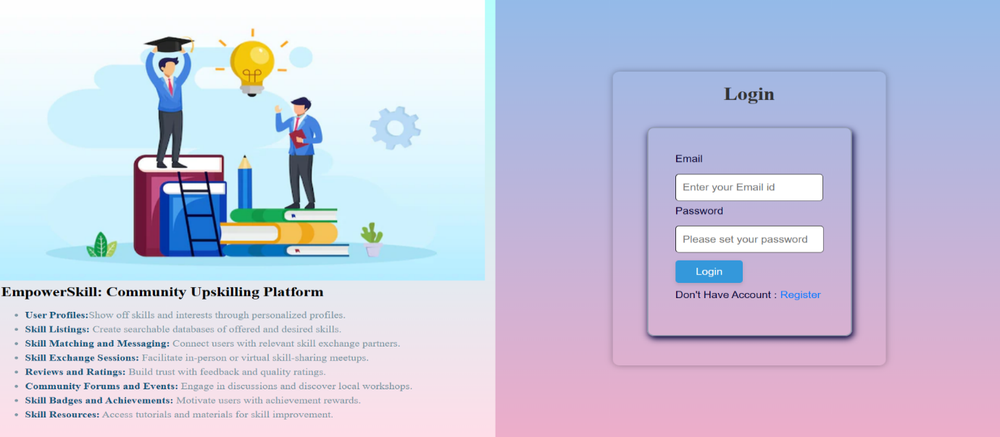 EmpowerSkill: Community Upskilling Platform
• User Profiles:Show off skills and interests through personalized profiles.
• Skill Listings: Create searchable databases of offered and desired skills.
• Skill Matching and Messaging: Connect users with relevant skill exchange partners.
• Skill Exchange Sessions: Facilitate in-person or virtual skill-sharing meetups.
• Reviews and Ratings: Build trust with feedback and quality ratings.
• Community Forums and Events: Engage in discussions and discover local workshops.
• Skill Badges and Achievements: Motivate users with achievement rewards.
• Skill Resources: Access tutorials and materials for skill improvement.
Login
Email
Enter your Email id
Password
Please set your password
Login
Don't Have Account : Register